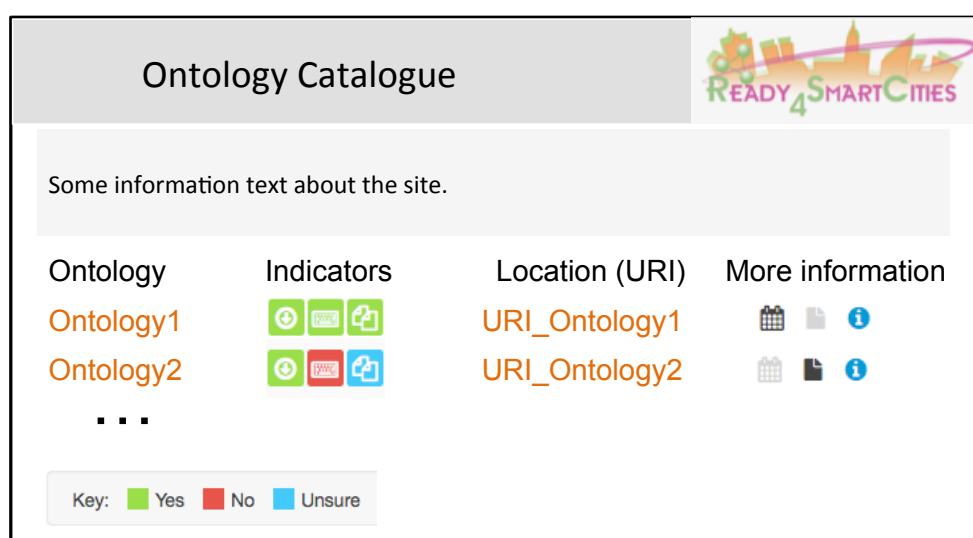 Ontology Catalogue
READY4SMARTCITIES
Some information text about the site.
Ontology Indicators Location (URI) More information
Ontology1 URI_Ontology1
Ontology2 URI_Ontology2
...
Key: Yes No Unsure